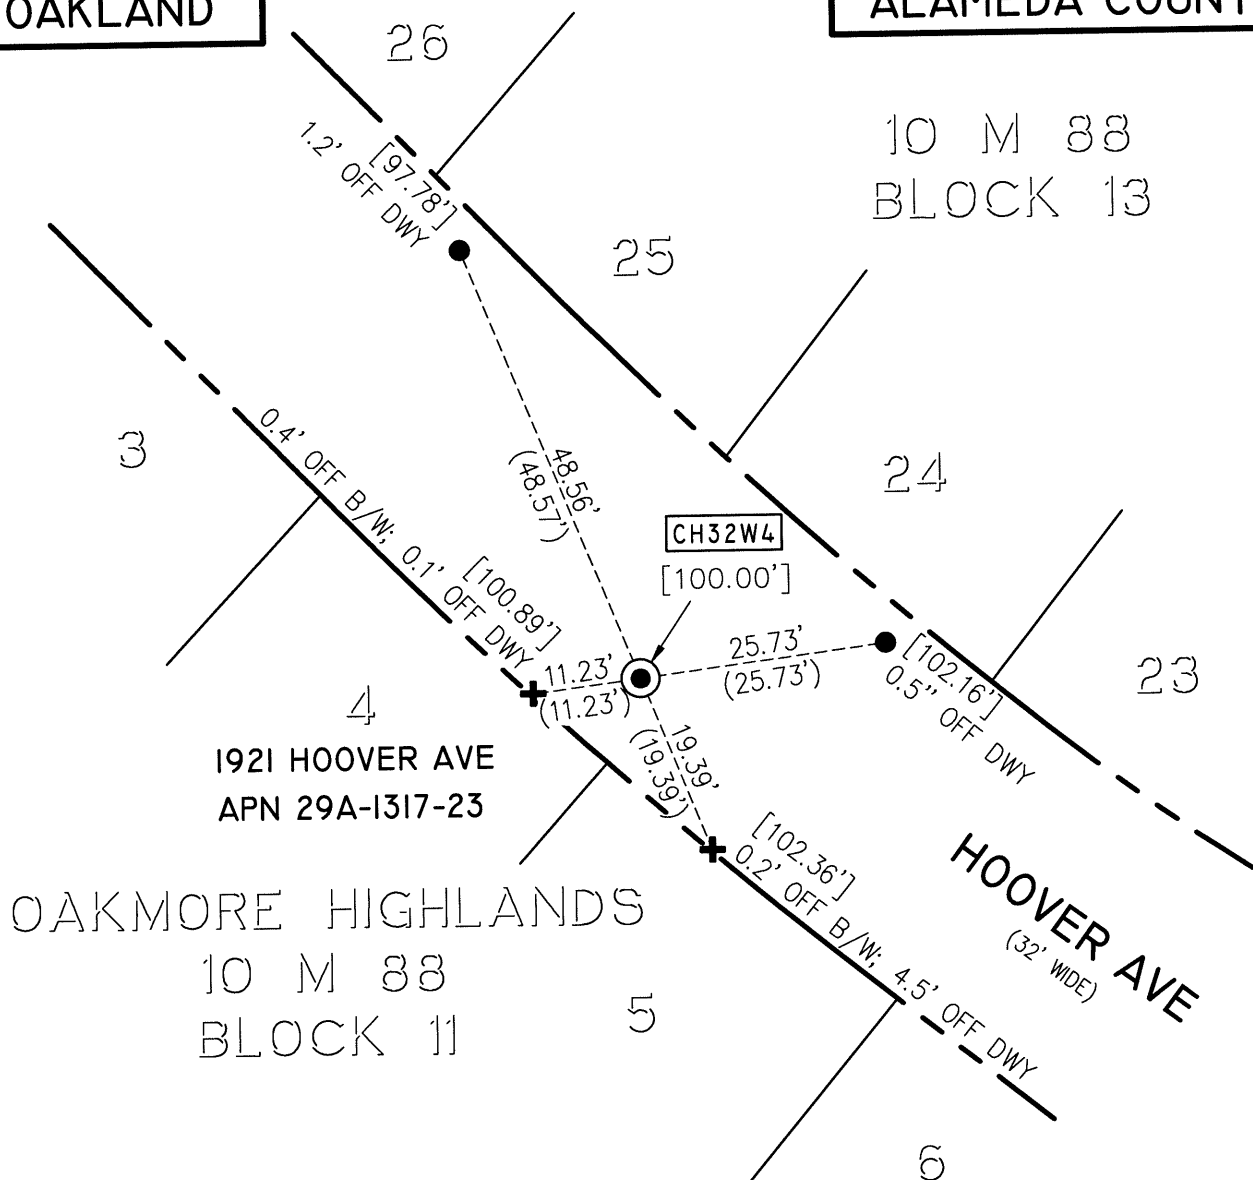 OAKLAND
ALAMEDA COUNT
26
10 M 88
BLOCK 13
1.2' OFF DWY
[97.78']
25
3
0.4' OFF B/W; 0.1' OFF DWY
[100.89']
48.56'
(48.57')
24
CH32W4
[100.00']
25.73'
(25.73')
11.23'
(11.23')
[102.16']
0.5" OFF DWY
23
4
1921 HOOVER AVE
APN 29A-1317-23
19.39'
(19.39')
[102.36']
0.2' OFF B/W; 4.5' OFF DWY
HOOVER AVE
(32' WIDE)
OAKMORE HIGHLANDS
10 M 88
BLOCK 11
5
6